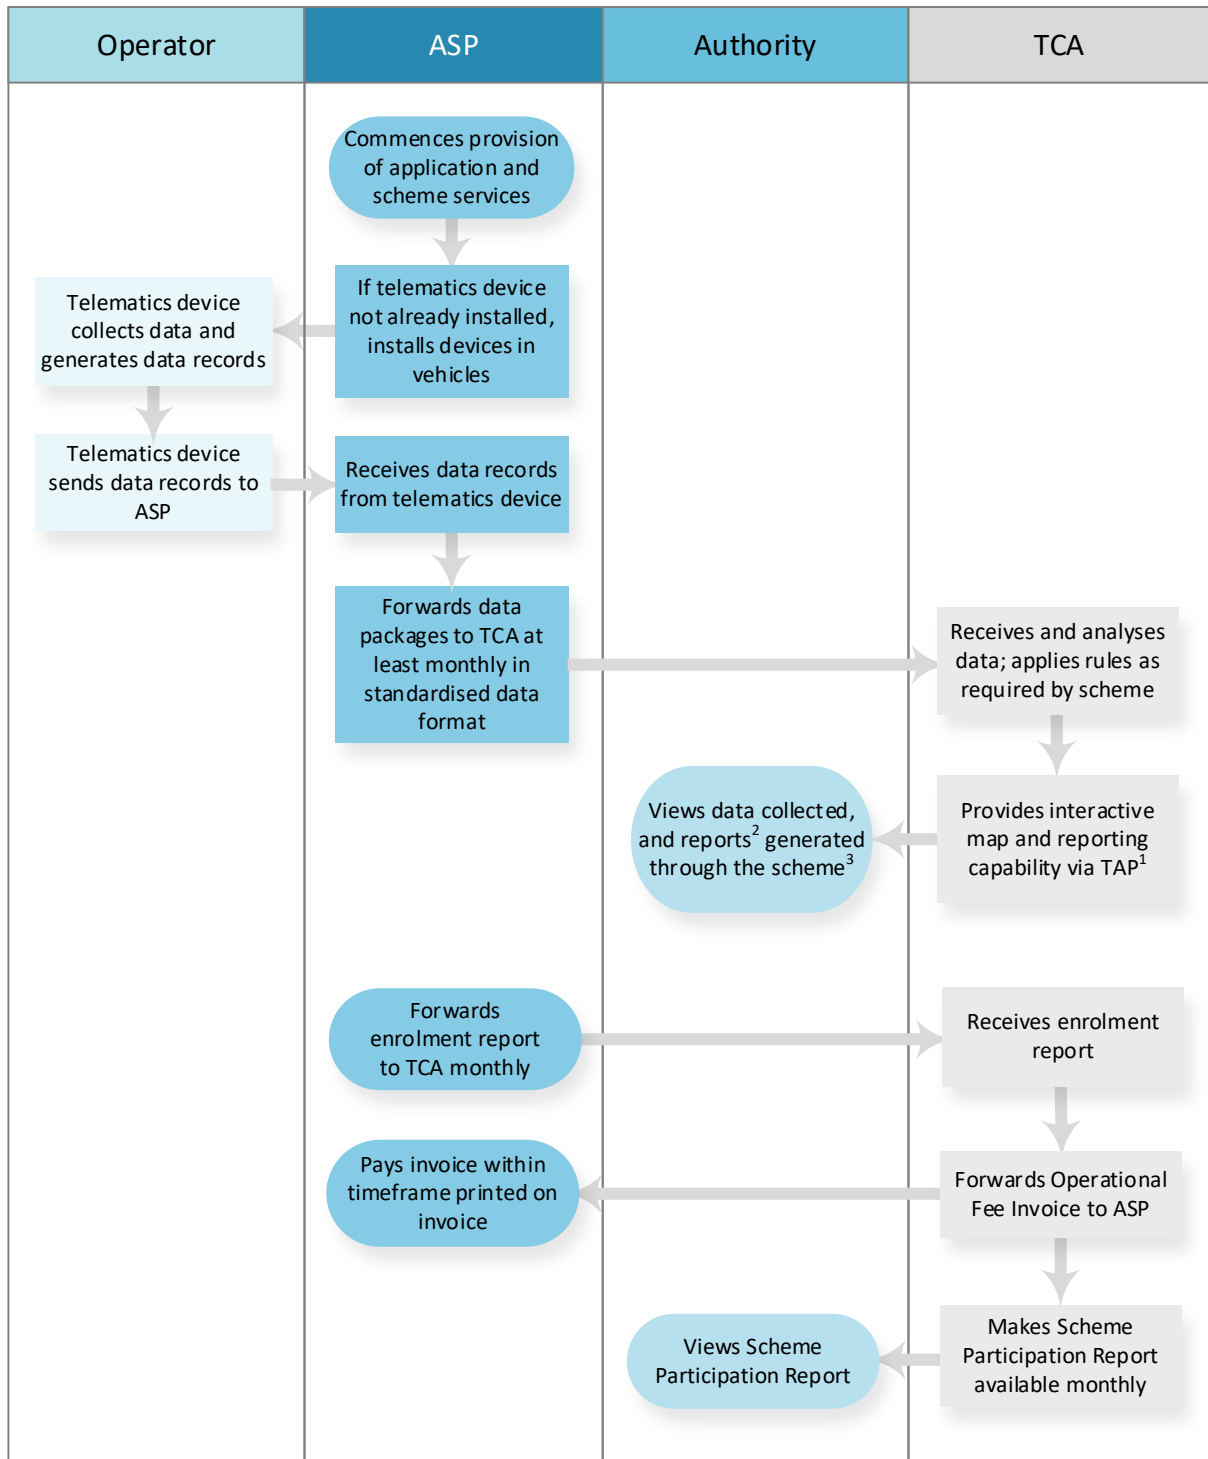 Operator
ASP
Authority
TCA
Commences provision
of application and
scheme services
If telematics device
not already installed,
installs devices in
vehicles
Telematics device
collects data and
generates data records
Telematics device
sends data records to
ASP
Receives data records
from telematics device
Forwards data
packages to TCA at
least monthly in
standardised data
format
Receives and analyses
data; applies rules as
required by scheme
Provides interactive
map and reporting
capability via TAP¹
Views data collected,
and reports² generated
through the scheme³
Forwards
enrolment report
to TCA monthly
Receives enrolment
report
Forwards Operational
Fee Invoice to ASP
Pays invoice within
timeframe printed on
invoice
Makes Scheme
Participation Report
available monthly
Views Scheme
Participation Report